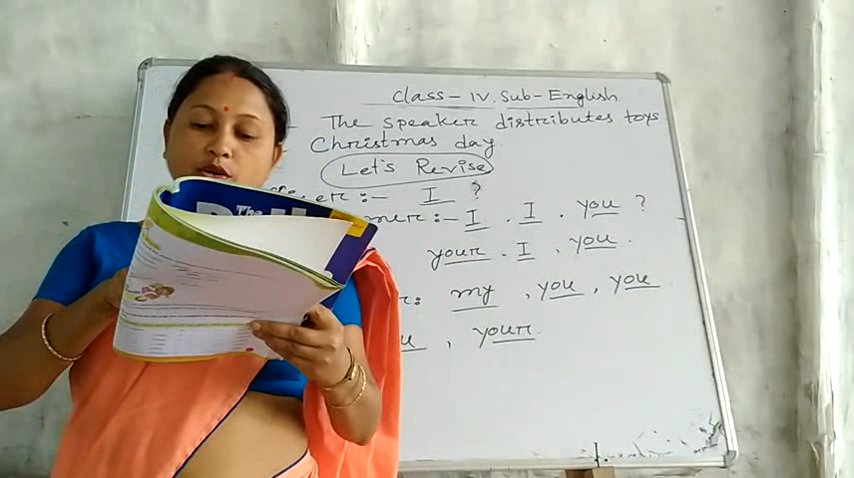 Class - IV. Sub - English
The speaker distributes toys
Christmas day
Let's Revise
:- I ?
:- I . I . you ?
your . I , you .
: my , you , you
, your
The